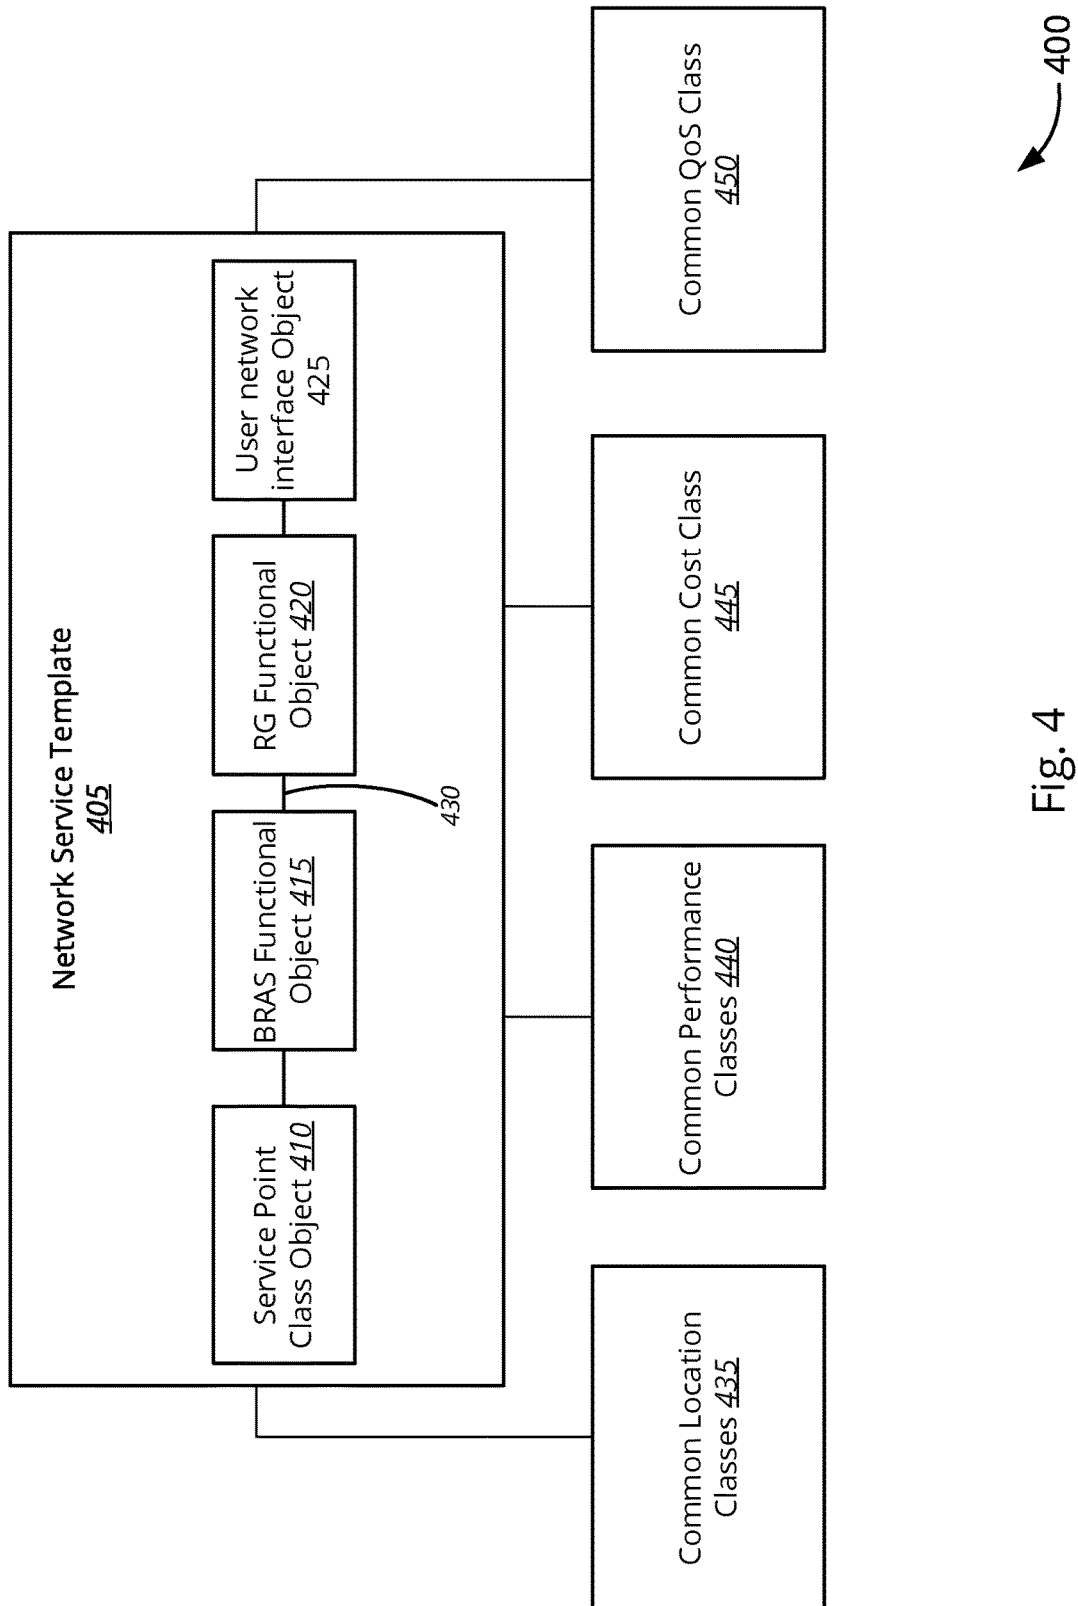 Network Service Template
405
Service Point
Class Object 410
BRAS Functional
Object 415
RG Functional
Object 420
User network
interface Object
425
430
Common Location
Classes 435
Common Performance
Classes 440
Common Cost Class
445
Common QoS Class
450
Fig. 4
400